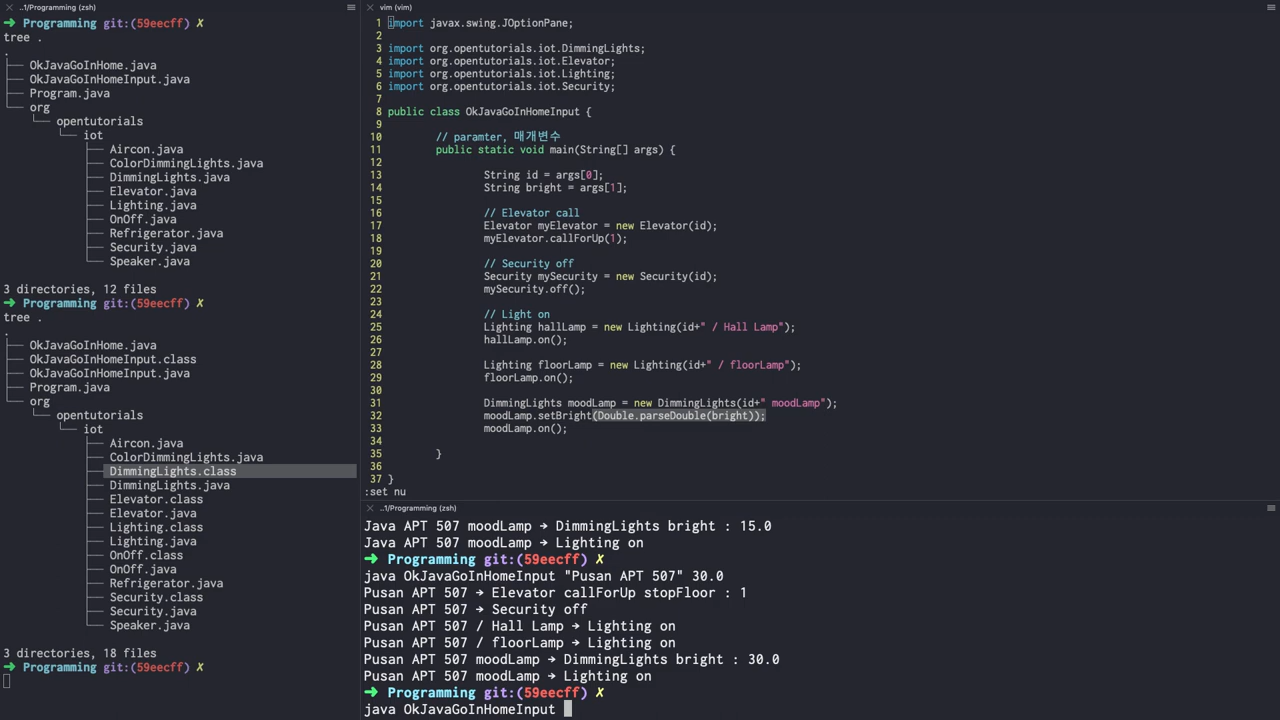 ..1/Programming (zsh)
➜ Programming git:(59eecff) ✗
tree .
.
├── OkJavaGoInHome.java
├── OkJavaGoInHomeInput.java
├── Program.java
└── org
    └── opentutorials
        └── iot
            ├── Aircon.java
            ├── ColorDimmingLights.java
            ├── DimmingLights.java
            ├── Elevator.java
            ├── Lighting.java
            ├── OnOff.java
            ├── Refrigerator.java
            ├── Security.java
            └── Speaker.java
3 directories, 12 files
➜ Programming git:(59eecff) ✗
tree .
.
├── OkJavaGoInHome.java
├── OkJavaGoInHomeInput.class
├── OkJavaGoInHomeInput.java
├── Program.java
└── org
    └── opentutorials
        └── iot
            ├── Aircon.java
            ├── ColorDimmingLights.java
            ├── DimmingLights.class
            ├── DimmingLights.java
            ├── Elevator.class
            ├── Elevator.java
            ├── Lighting.class
            ├── Lighting.java
            ├── OnOff.class
            ├── OnOff.java
            ├── Refrigerator.java
            ├── Security.class
            ├── Security.java
            └── Speaker.java
3 directories, 18 files
➜ Programming git:(59eecff) ✗
vim (vim)
1 import javax.swing.JOptionPane;
2
3 import org.opentutorials.iot.DimmingLights;
4 import org.opentutorials.iot.Elevator;
5 import org.opentutorials.iot.Lighting;
6 import org.opentutorials.iot.Security;
7
8 public class OkJavaGoInHomeInput {
9
10 // paramter, 매개변수
11 public static void main(String[] args) {
12
13 String id = args[0];
14 String bright = args[1];
15
16 // Elevator call
17 Elevator myElevator = new Elevator(id);
18 myElevator.callForUp(1);
19
20 // Security off
21 Security mySecurity = new Security(id);
22 mySecurity.off();
23
24 // Light on
25 Lighting hallLamp = new Lighting(id+" / Hall Lamp");
26 hallLamp.on();
27
28 Lighting floorLamp = new Lighting(id+" / floorLamp");
29 floorLamp.on();
30
31 DimmingLights moodLamp = new DimmingLights(id+" moodLamp");
32 moodLamp.setBright(Double.parseDouble(bright));
33 moodLamp.on();
34
35 }
36
37 }
:set nu
..1/Programming (zsh)
Java APT 507 moodLamp → DimmingLights bright : 15.0
Java APT 507 moodLamp → Lighting on
➜ Programming git:(59eecff) ✗
java OkJavaGoInHomeInput "Pusan APT 507" 30.0
Pusan APT 507 → Elevator callForUp stopFloor : 1
Pusan APT 507 → Security off
Pusan APT 507 / Hall Lamp → Lighting on
Pusan APT 507 / floorLamp → Lighting on
Pusan APT 507 moodLamp → DimmingLights bright : 30.0
Pusan APT 507 moodLamp → Lighting on
➜ Programming git:(59eecff) ✗
java OkJavaGoInHomeInput